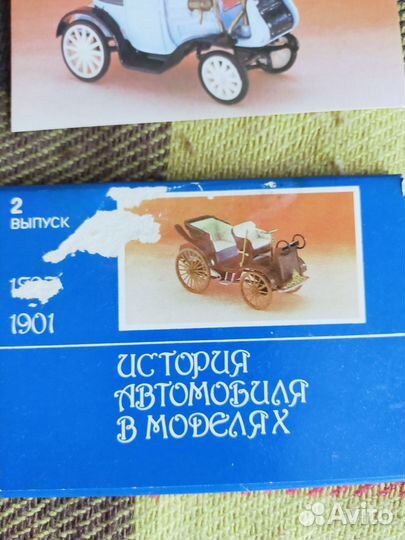 2
ВЫПУСК
1901
ИСТОРИЯ
АВТОМОБИЛЯ
В МОДЕЛЯХ
Avito